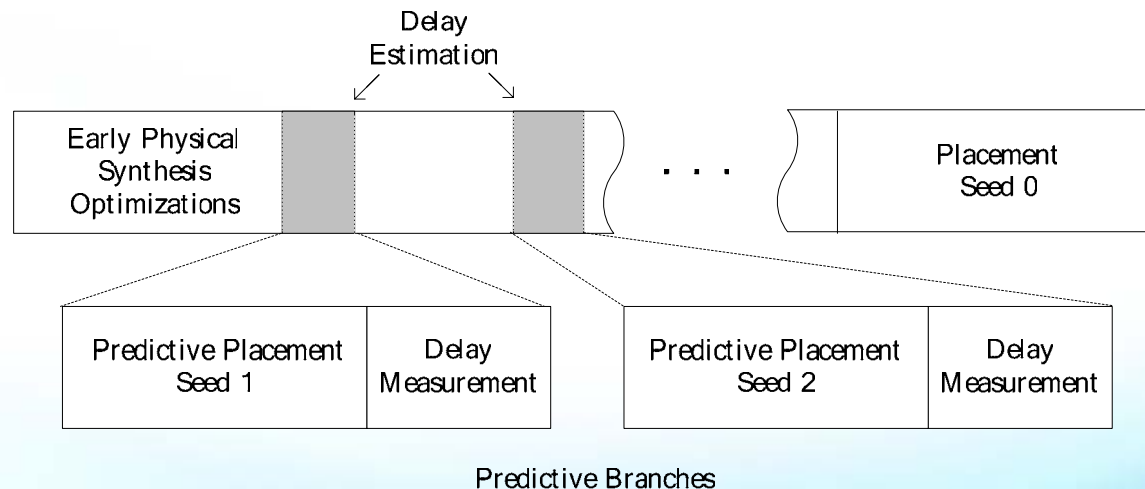 Delay
Estimation
Early Physical
Synthesis
Optimizations
. . .
Placement
Seed 0
Predictive Placement
Seed 1
Delay
Measurement
Predictive Placement
Seed 2
Delay
Measurement
Predictive Branches